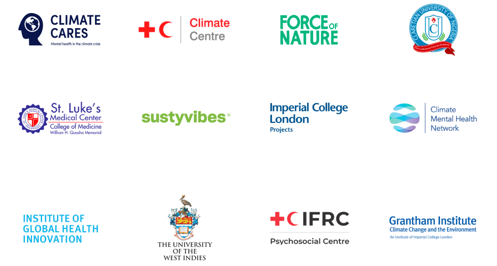 CLIMATE
CARES
Mental health in the climate crisis
Climate
Centre
FORCE OF
NATURE
St. Luke's
Medical Center
College of Medicine
William H. Quasha Memorial
sustyvibes
Imperial College
London
Projects
Climate
Mental Health
Network
INSTITUTE OF
GLOBAL HEALTH
INNOVATION
THE UNIVERSITY
OF THE
WEST INDIES
IFRC
Psychosocial Centre
Grantham Institute
Climate Change and the Environment
An institute of Imperial College London